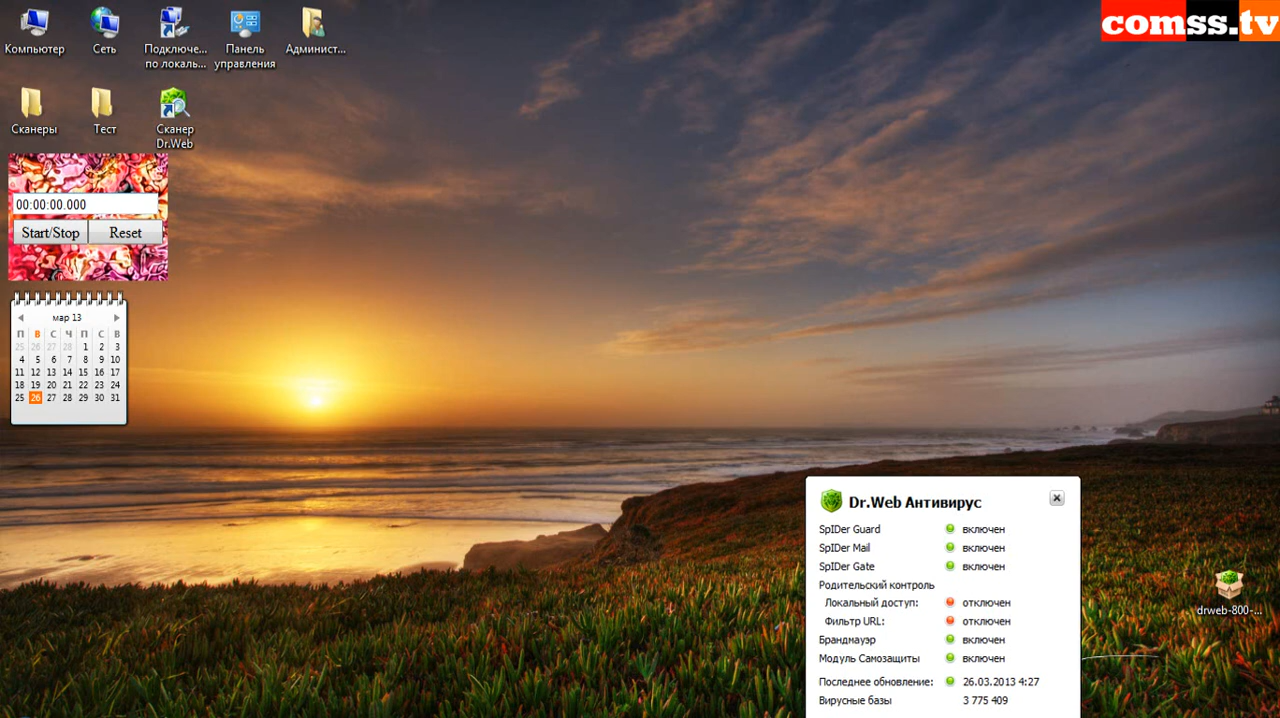 comss.tv
Компьютер
Сеть
Подключе...
по локаль...
Панель
управления
Админист...
Сканеры
Тест
Сканер
Dr.Web
00:00:00.000
Start/Stop Reset
мар 13
П В С Ч П С В
25 26 27 28 1 2 3
4 5 6 7 8 9 10
11 12 13 14 15 16 17
18 19 20 21 22 23 24
25 26 27 28 29 30 31
Dr.Web Антивирус
SpIDer Guard включен
SpIDer Mail включен
SpIDer Gate включен
Родительский контроль
Локальный доступ: отключен
Фильтр URL: отключен
Брандмауэр включен
Модуль Самозащиты включен
Последнее обновление: 26.03.2013 4:27
Вирусные базы 3 775 409
drweb-800-...